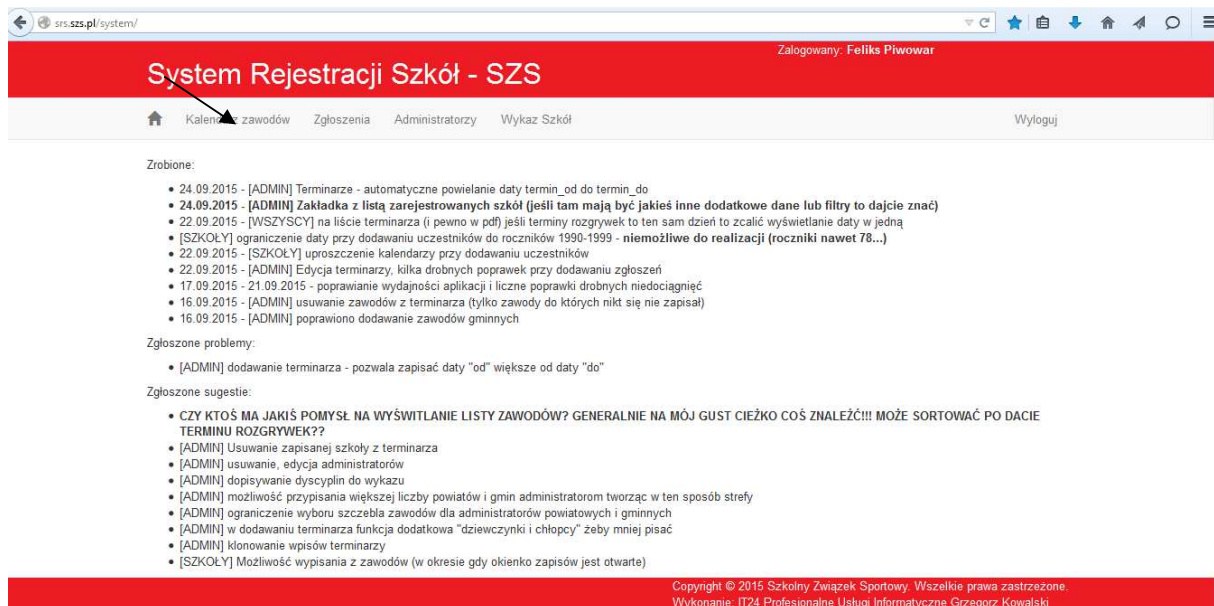 srs.szs.pl/system/
Zalogowany: Feliks Piwowar
System Rejestracji Szkół - SZS
Kalendarz zawodów Zgłoszenia Administratorzy Wykaz Szkół Wyloguj
Zrobione:
• 24.09.2015 - [ADMIN] Terminarze - automatyczne powielanie daty termin_od do termin_do
• 24.09.2015 - [ADMIN] Zakładka z listą zarejestrowanych szkół (jeśli tam mają być jakieś inne dodatkowe dane lub filtry to dajcie znać)
• 22.09.2015 - [WSZYSCY] na liście terminarza (i pewno w pdf) jeśli terminy rozgrywek to ten sam dzień to zcalić wyświetlanie daty w jedną
• [SZKOŁY] ograniczenie daty przy dodawaniu uczestników do roczników 1990-1999 - niemożliwe do realizacji (roczniki nawet 78...)
• 22.09.2015 - [SZKOŁY] uproszczenie kalendarzy przy dodawaniu uczestników
• 22.09.2015 - [ADMIN] Edycja terminarzy, kilka drobnych poprawek przy dodawaniu zgłoszeń
• 17.09.2015 - 21.09.2015 - poprawianie wydajności aplikacji i liczne poprawki drobnych niedociągnięć
• 16.09.2015 - [ADMIN] usuwanie zawodów z terminarza (tylko zawody do których nikt się nie zapisał)
• 16.09.2015 - [ADMIN] poprawiono dodawanie zawodów gminnych
Zgłoszone problemy:
• [ADMIN] dodawanie terminarza - pozwala zapisać daty "od" większe od daty "do"
Zgłoszone sugestie:
• CZY KTOŚ MA JAKIŚ POMYSŁ NA WYŚWITLANIE LISTY ZAWODÓW? GENERALNIE NA MÓJ GUST CIEŻKO COŚ ZNALEŹĆ!!! MOŻE SORTOWAĆ PO DACIE
TERMINU ROZGRYWEK??
• [ADMIN] Usuwanie zapisanej szkoły z terminarza
• [ADMIN] usuwanie, edycja administratorów
• [ADMIN] dopisywanie dyscyplin do wykazu
• [ADMIN] możliwość przypisania większej liczby powiatów i gmin administratorom tworząc w ten sposób strefy
• [ADMIN] ograniczenie wyboru szczebla zawodów dla administratorów powiatowych i gminnych
• [ADMIN] w dodawaniu terminarza funkcja dodatkowa "dziewczynki i chłopcy" żeby mniej pisać
• [ADMIN] klonowanie wpisów terminarzy
• [SZKOŁY] Możliwość wypisania z zawodów (w okresie gdy okienko zapisów jest otwarte)
Copyright © 2015 Szkolny Związek Sportowy. Wszelkie prawa zastrzeżone.
Wykonanie: IT24 Profesjonalne Usługi Informatyczne Grzegorz Kowalski